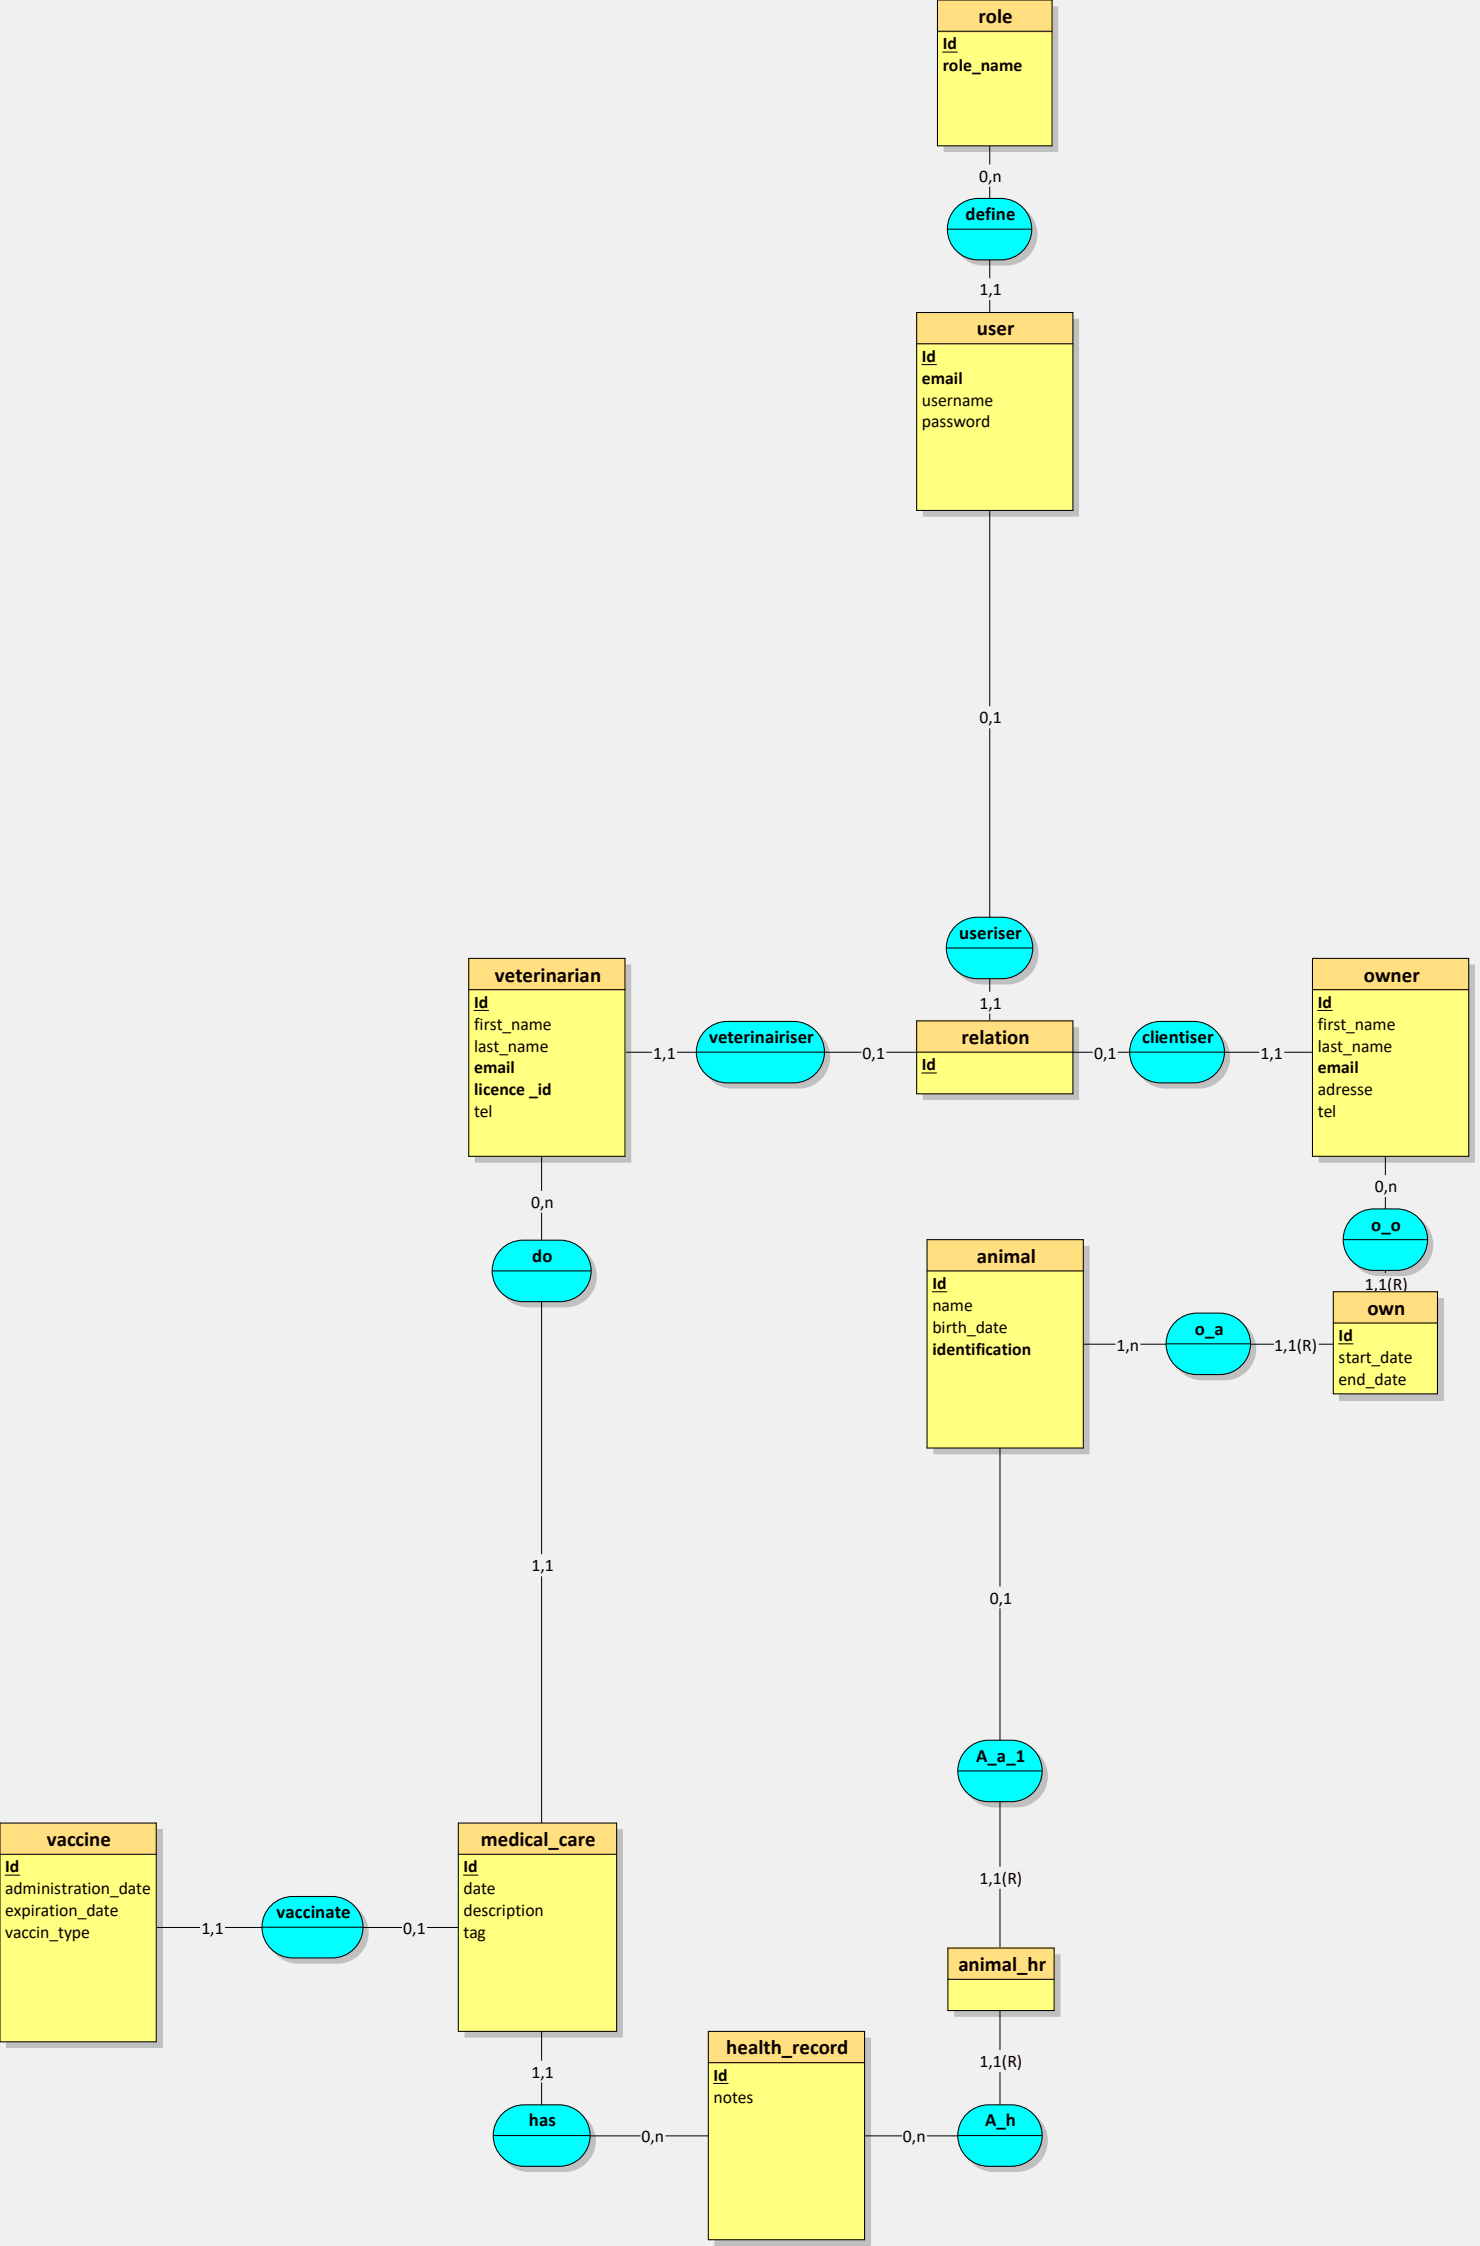 role
Id
role_name
0,n
define
1,1
user
Id
email
username
password
0,1
useriser
1,1
veterinarian
Id
first_name
last_name
email
licence _id
tel
1,1
veterinairiser
0,1
relation
Id
0,1
clientiser
1,1
owner
Id
first_name
last_name
email
adresse
tel
0,n
do
1,1
0,n
o_o
1,1(R)
own
Id
start_date
end_date
animal
Id
name
birth_date
identification
1,n
o_a
1,1(R)
0,1
A_a_1
1,1(R)
animal_hr
1,1(R)
A_h
vaccine
Id
administration_date
expiration_date
vaccin_type
1,1
vaccinate
0,1
medical_care
Id
date
description
tag
1,1
has
0,n
health_record
Id
notes
0,n